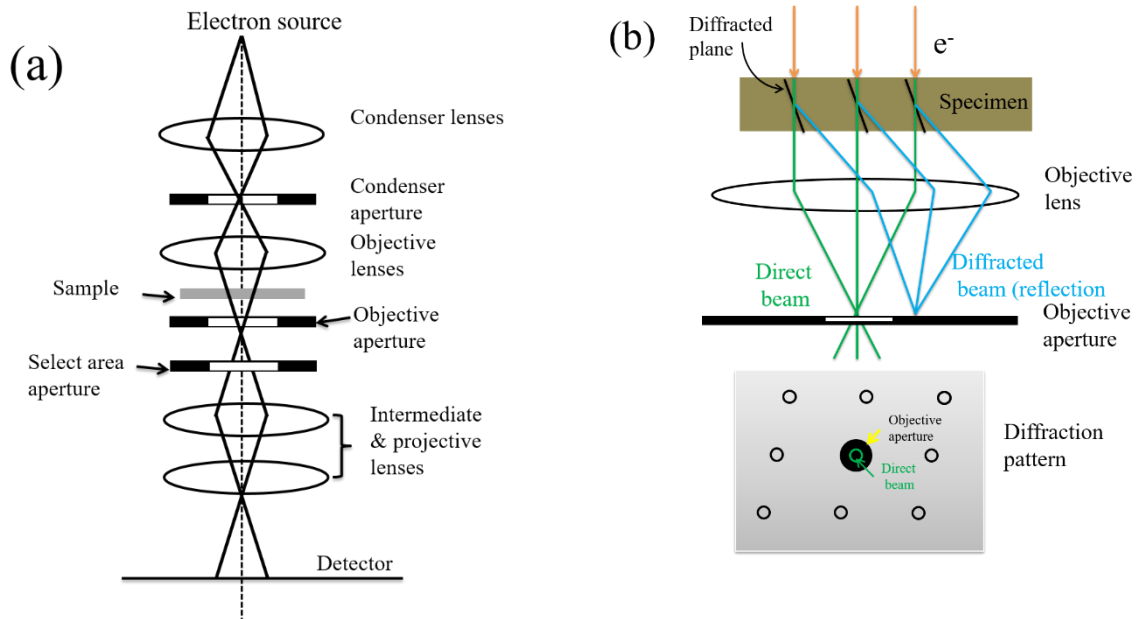 (a)
Electron source
Condenser lenses
Condenser
aperture
Objective
lenses
Sample
Objective
aperture
Select area
aperture
Intermediate
& projective
lenses
Detector
(b)
Diffracted
plane
e-
Specimen
Objective
lens
Direct
beam
Diffracted
beam (reflection
Objective
aperture
Objective
aperture
Direct
beam
Diffraction
pattern